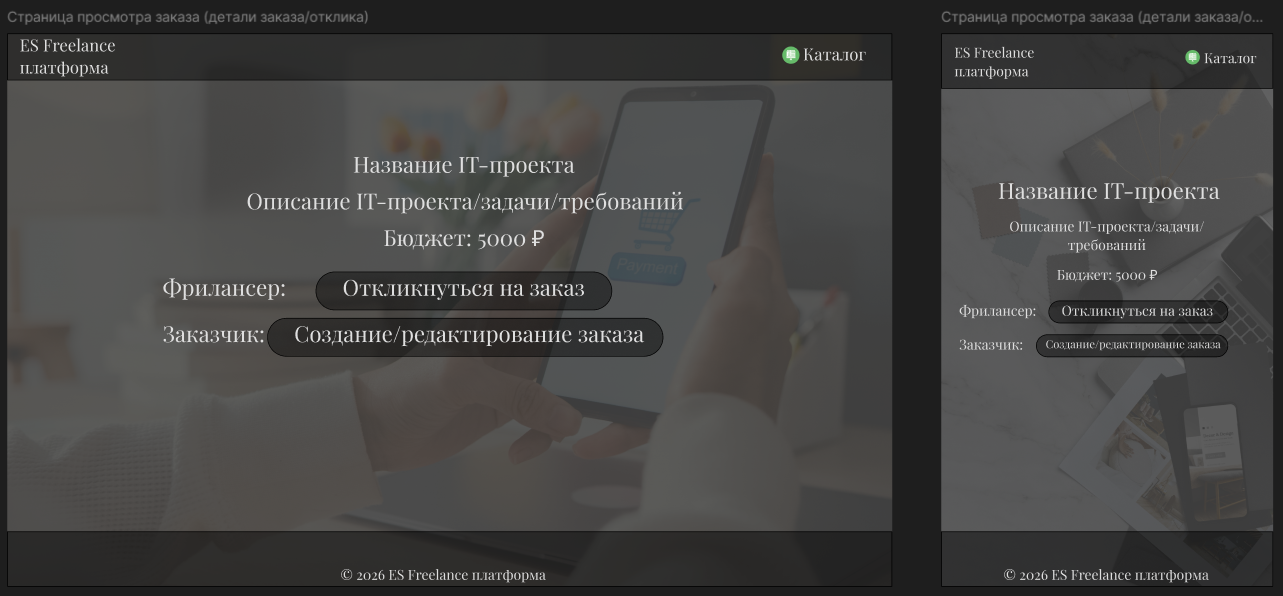 Страница просмотра заказа (детали заказа/отклика)
ES Freelance
платформа
Каталог
Название IT-проекта
Описание IT-проекта/задачи/требований
Бюджет: 5000 ₽
Фрилансер: Откликнуться на заказ
Заказчик: Создание/редактирование заказа
Payment
© 2026 ES Freelance платформа
Страница просмотра заказа (детали заказа/о...
ES Freelance
платформа
Каталог
Название IT-проекта
Описание IT-проекта/задачи/
требований
Бюджет: 5000 ₽
Фрилансер: Откликнуться на заказ
Заказчик: Создание/редактирование заказа
© 2026 ES Freelance платформа